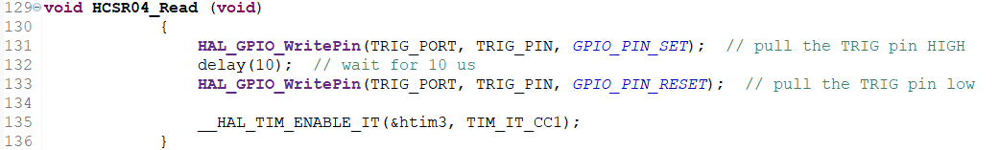 129 void HCSR04_Read (void)
130 {
131 HAL_GPIO_WritePin(TRIG_PORT, TRIG_PIN, GPIO_PIN_SET);  // pull the TRIG pin HIGH
132 delay(10);  // wait for 10 us
133 HAL_GPIO_WritePin(TRIG_PORT, TRIG_PIN, GPIO_PIN_RESET);  // pull the TRIG pin low
134
135 __HAL_TIM_ENABLE_IT(&htim3, TIM_IT_CC1);
136 }